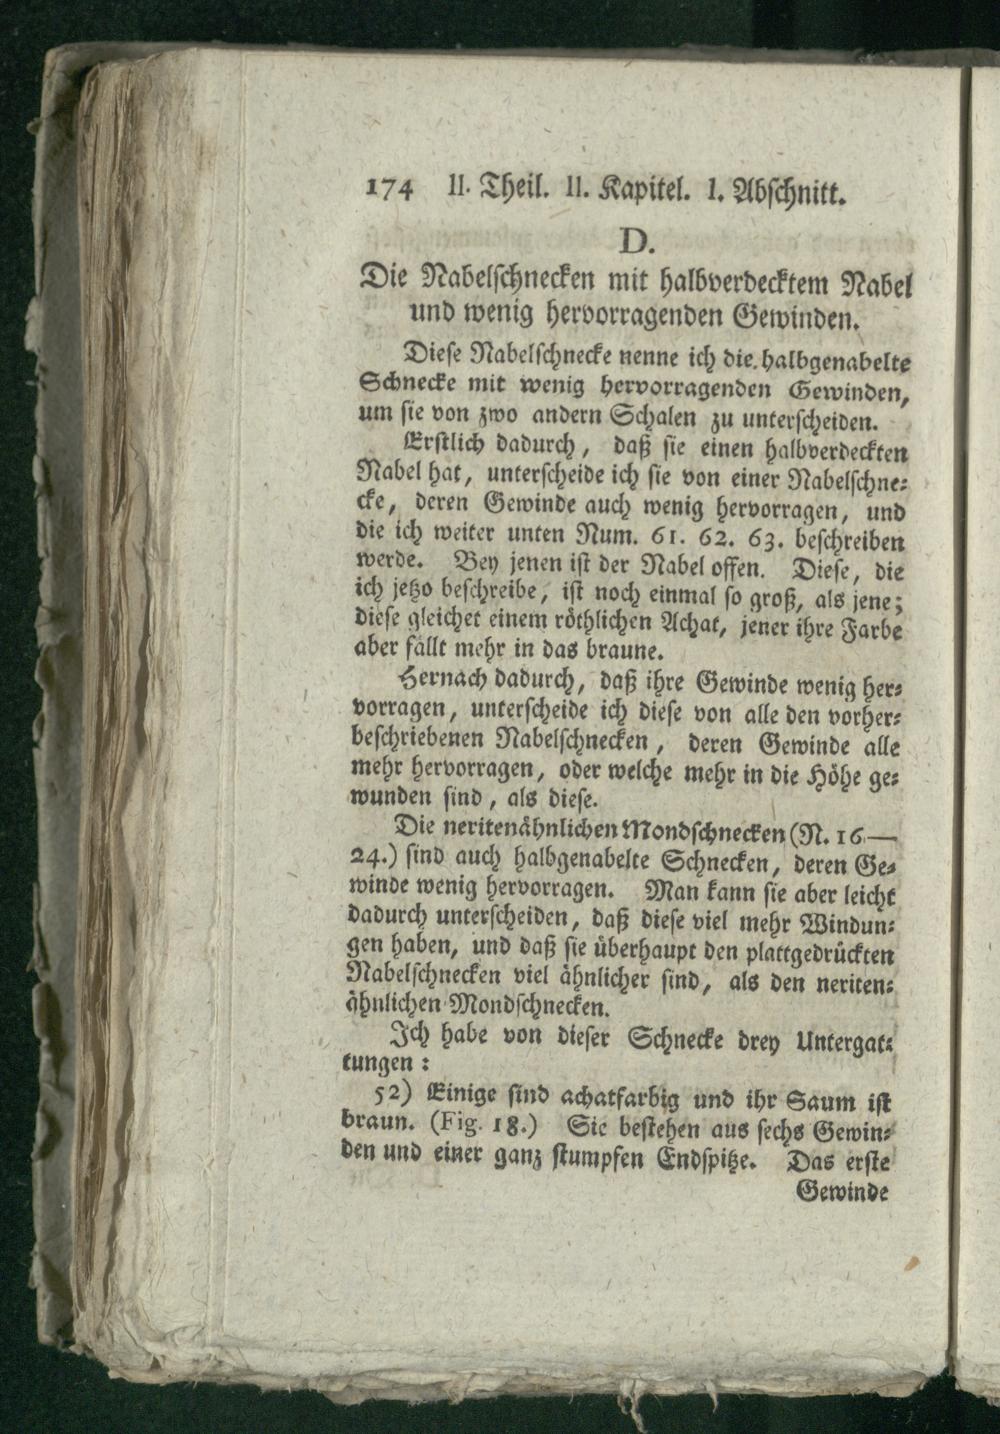 174 II. Theil. II. Kapitel. I. Abschnitt.
D.
Die Nabelschnecken mit halbverdecktem Nabel
und wenig hervorragenden Gewinden.
Diese Nabelschnecke nenne ich die halbgenabelte
Schnecke mit wenig hervorragenden Gewinden,
um sie von zwo andern Schalen zu unterscheiden.
Erstlich dadurch, daß sie einen halbverdeckten
Nabel hat, unterscheide ich sie von einer Nabelschne-
cke, deren Gewinde auch wenig hervorragen, und
die ich weiter unten Num. 61. 62. 63. beschreiben
werde. Bey jenen ist der Nabel offen. Diese, die
ich jetzo beschreibe, ist noch einmal so groß, als jene;
diese gleichet einem röthlichen Achat, jener ihre Farbe
aber fällt mehr in das braune.
Hernach dadurch, daß ihre Gewinde wenig her-
vorragen, unterscheide ich diese von alle den vorher-
beschriebenen Nabelschnecken, deren Gewinde alle
mehr hervorragen, oder welche mehr in die Höhe ge-
wunden sind, als diese.
Die neritenähnlichen Mondschnecken (N. 16—
24.) sind auch halbgenabelte Schnecken, deren Ge-
winde wenig hervorragen. Man kann sie aber leicht
dadurch unterscheiden, daß diese viel mehr Windun-
gen haben, und daß sie überhaupt den plattgedrückten
Nabelschnecken viel ähnlicher sind, als den neriten-
ähnlichen Mondschnecken.
Ich habe von dieser Schnecke drey Untergat-
tungen:
52) Einige sind achatfarbig und ihr Saum ist
braun. (Fig. 18.) Sie bestehen aus sechs Gewin-
den und einer ganz stumpfen Endspitze. Das erste
Gewinde